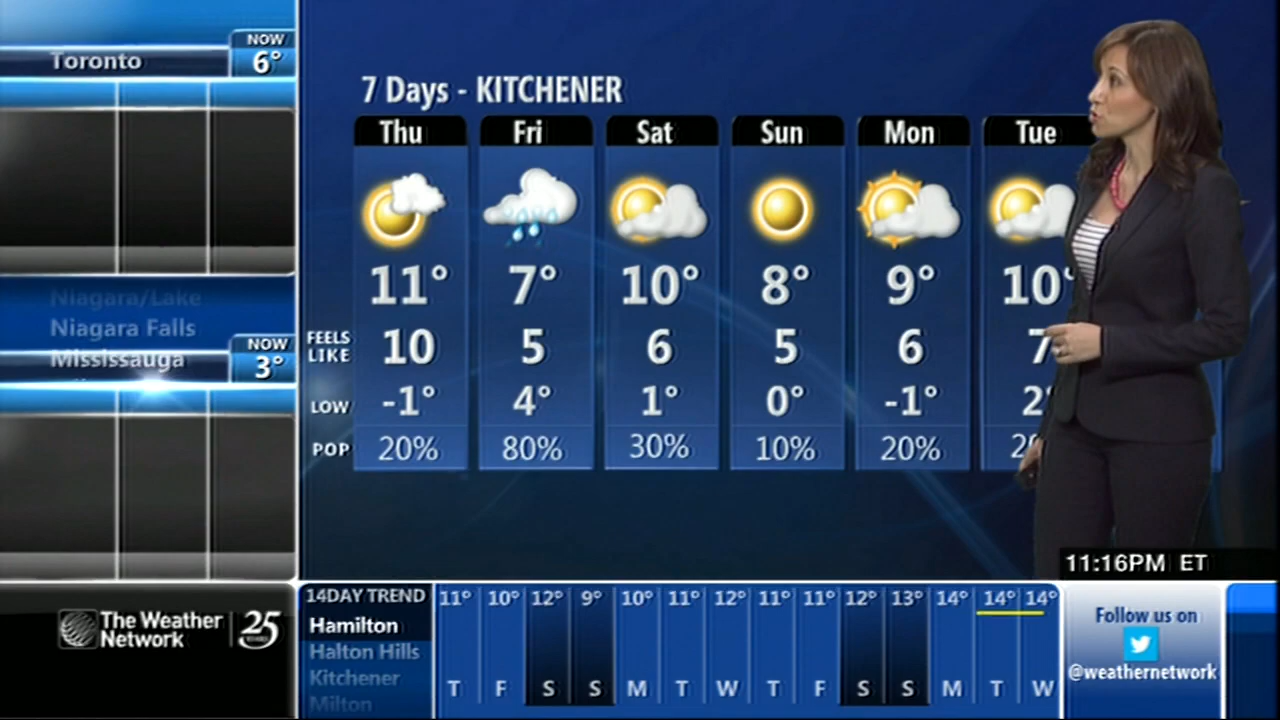 NOW
Toronto 6°
Niagara/Lake
Niagara Falls
NOW
Mississauga 3°
7 Days - KITCHENER
Thu Fri Sat Sun Mon Tue
11° 7° 10° 8° 9° 10°
FEELS LIKE 10 5 6 5 6 7
LOW -1° 4° 1° 0° -1° 2°
POP 20% 80% 30% 10% 20%
11:16PM ET
The Weather
Network 25
14DAY TREND
Hamilton
Halton Hills
Kitchener
Milton
11° 10° 12° 9° 10° 11° 12° 11° 11° 12° 13° 14° 14° 14°
T F S S M T W T F S S M T W
Follow us on
@weathernetwork